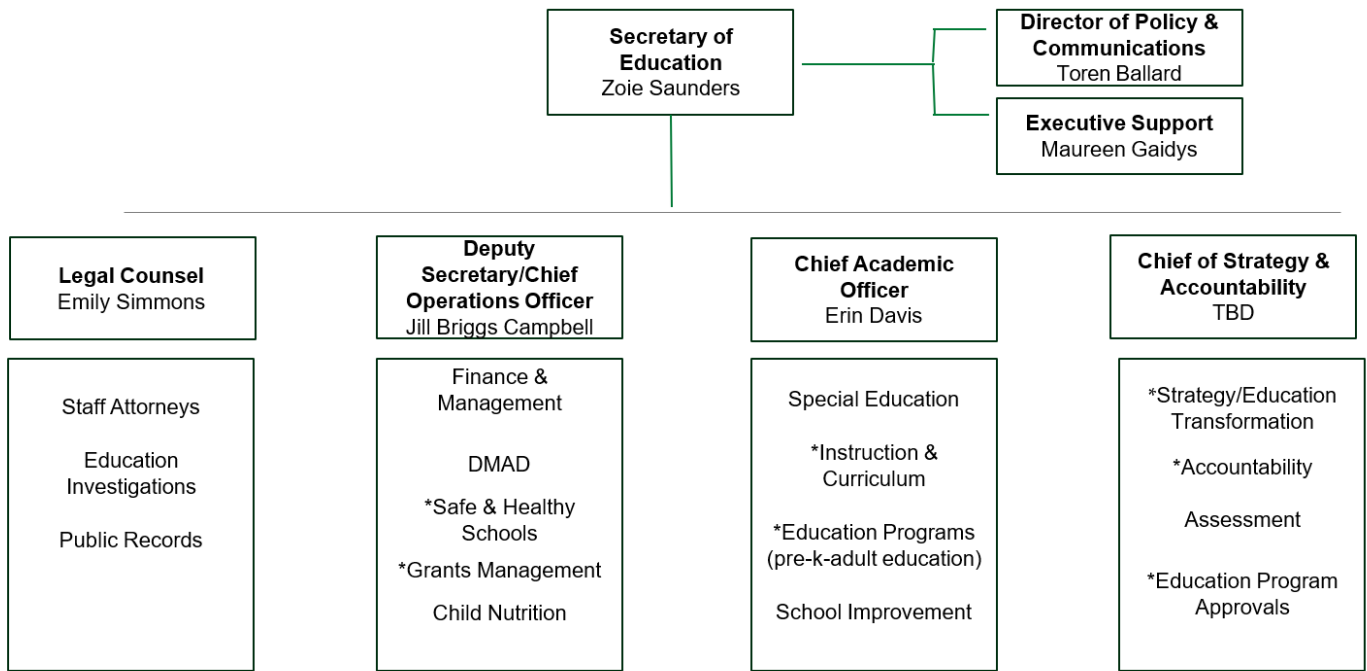 Secretary of
Education
Zoie Saunders
Director of Policy &
Communications
Toren Ballard
Executive Support
Maureen Gaidys
Legal Counsel
Emily Simmons
Deputy
Secretary/Chief
Operations Officer
Jill Briggs Campbell
Chief Academic
Officer
Erin Davis
Chief of Strategy &
Accountability
TBD
Staff Attorneys
Education
Investigations
Public Records
Finance &
Management
DMAD
*Safe & Healthy
Schools
*Grants Management
Child Nutrition
Special Education
*Instruction &
Curriculum
*Education Programs
(pre-k-adult education)
School Improvement
*Strategy/Education
Transformation
*Accountability
Assessment
*Education Program
Approvals